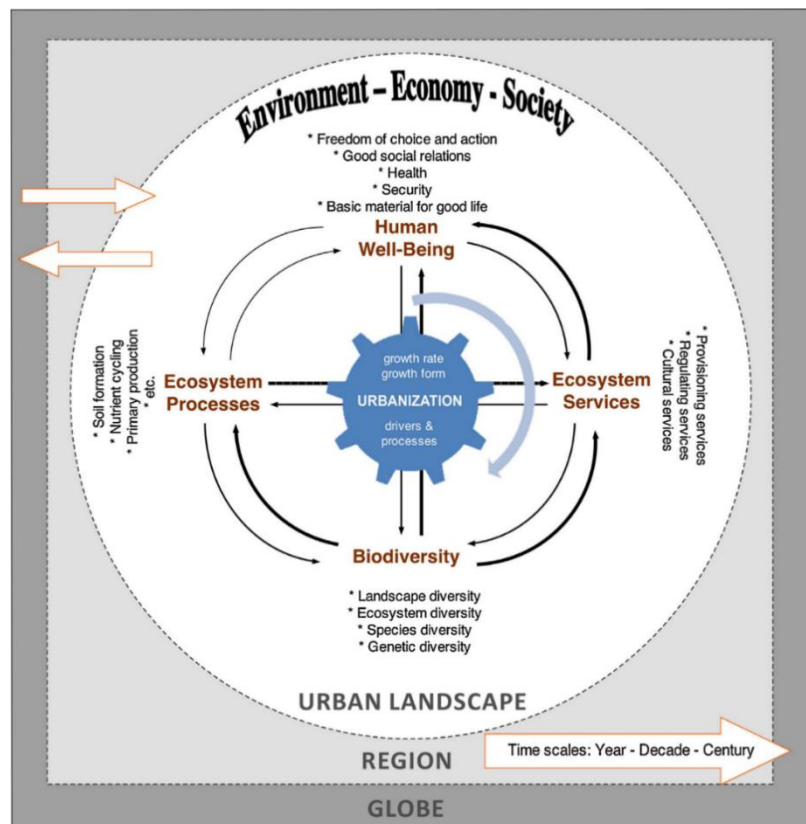 Environment – Economy - Society
* Freedom of choice and action
* Good social relations
* Health
* Security
* Basic material for good life
Human
Well-Being
growth rate
growth form
URBANIZATION
drivers &
processes
Ecosystem
Processes
* Soil formation
* Nutrient cycling
* Primary production
* etc.
Ecosystem
Services
* Provisioning services
* Regulating services
* Cultural services
Biodiversity
* Landscape diversity
* Ecosystem diversity
* Species diversity
* Genetic diversity
URBAN LANDSCAPE
REGION
Time scales: Year - Decade - Century
GLOBE